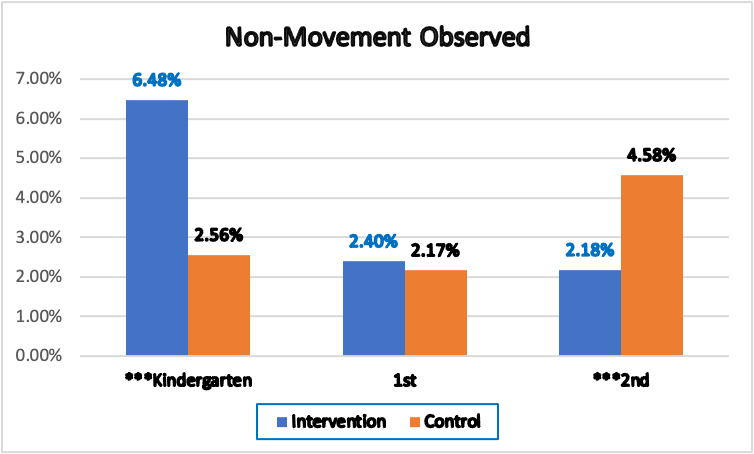 Non-Movement Observed
7.00%
6.00%
5.00%
4.00%
3.00%
2.00%
1.00%
0.00%
6.48%
2.56%
2.40%
2.17%
2.18%
4.58%
***Kindergarten
1st
***2nd
Intervention
Control